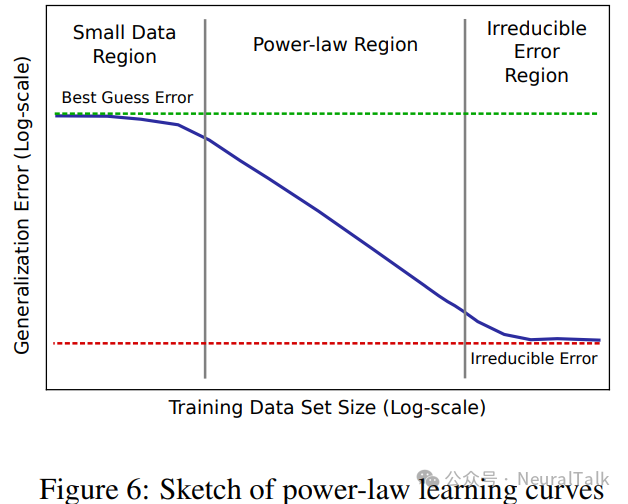 Small Data
Region
Power-law Region
Irreducible
Error
Region
Best Guess Error
Generalization Error (Log-scale)
Irreducible Error
Training Data Set Size (Log-scale)
Figure 6: Sketch of power-law learning curves
公众号 · NeuralTalk